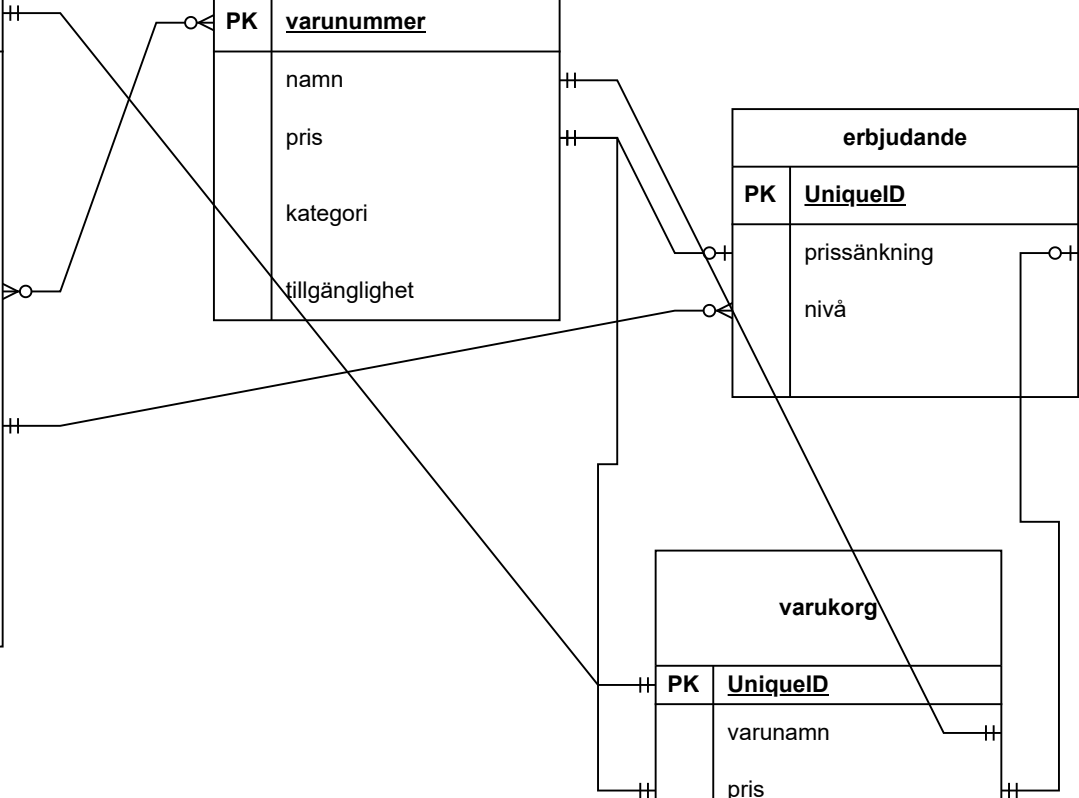 PK varunummer
namn
pris
kategori
tillgänglighet
erbjudande
PK UniqueID
prissänkning
nivå
varukorg
PK UniqueID
varunamn
pris